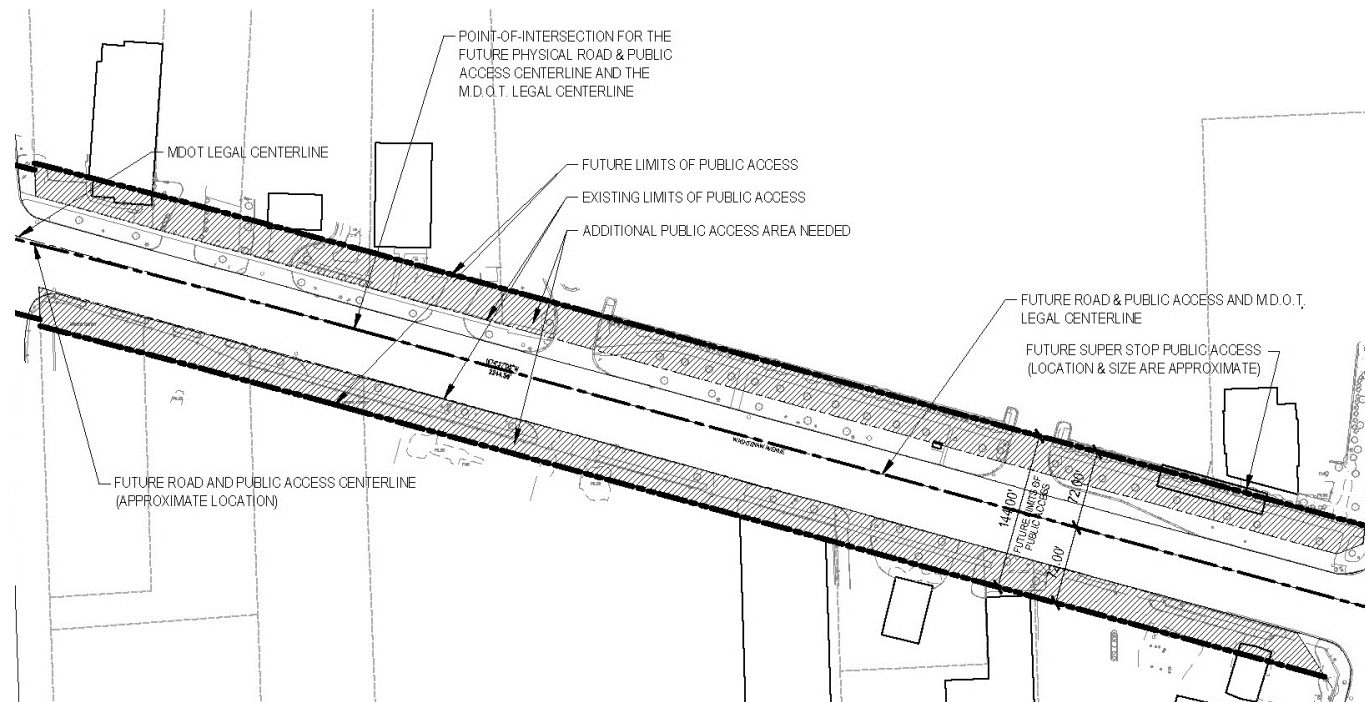 POINT-OF-INTERSECTION FOR THE
FUTURE PHYSICAL ROAD & PUBLIC
ACCESS CENTERLINE AND THE
M.D.O.T. LEGAL CENTERLINE
MDOT LEGAL CENTERLINE
FUTURE LIMITS OF PUBLIC ACCESS
EXISTING LIMITS OF PUBLIC ACCESS
ADDITIONAL PUBLIC ACCESS AREA NEEDED
FUTURE ROAD & PUBLIC ACCESS AND M.D.O.T.
LEGAL CENTERLINE
FUTURE SUPER STOP PUBLIC ACCESS
(LOCATION & SIZE ARE APPROXIMATE)
WASHTENAW AVENUE
144.00'
FUTURE LIMITS OF
PUBLIC ACCESS
72.00'
72.00'
FUTURE ROAD AND PUBLIC ACCESS CENTERLINE
(APPROXIMATE LOCATION)